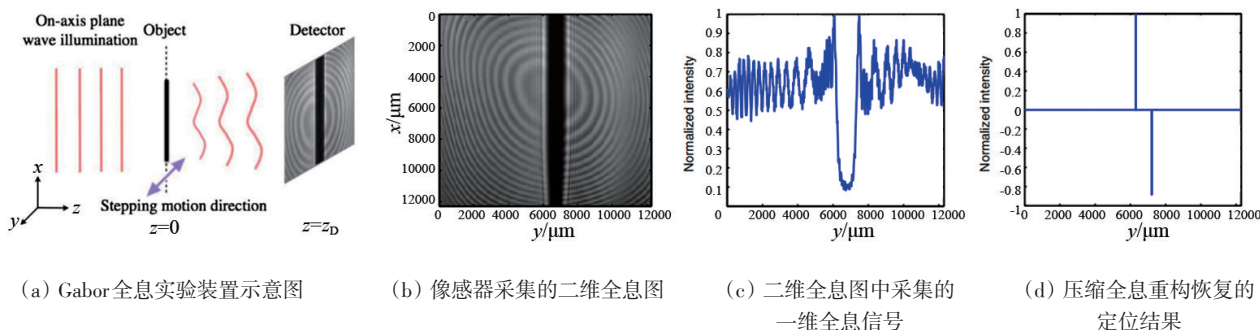 On-axis plane
wave illumination
Object
Detector
x
y
z
Stepping motion direction
z=0
z=z_D
0
2000
4000
6000
8000
10000
12000
x/μm
0 2000 4000 6000 8000 12000
y/μm
1
0.9
0.8
0.7
0.6
0.5
0.4
0.3
0.2
0.1
Normalized intensity
0 2000 4000 6000 8000 12000
y/μm
1
0.8
0.6
0.4
0.2
0
-0.2
-0.4
-0.6
-0.8
-1
Normalized intensity
0 2000 4000 6000 8000 12000
y/μm
(a) Gabor全息实验装置示意图
(b) 像感器采集的二维全息图
(c) 二维全息图中采集的
一维全息信号
(d) 压缩全息重构恢复的
定位结果